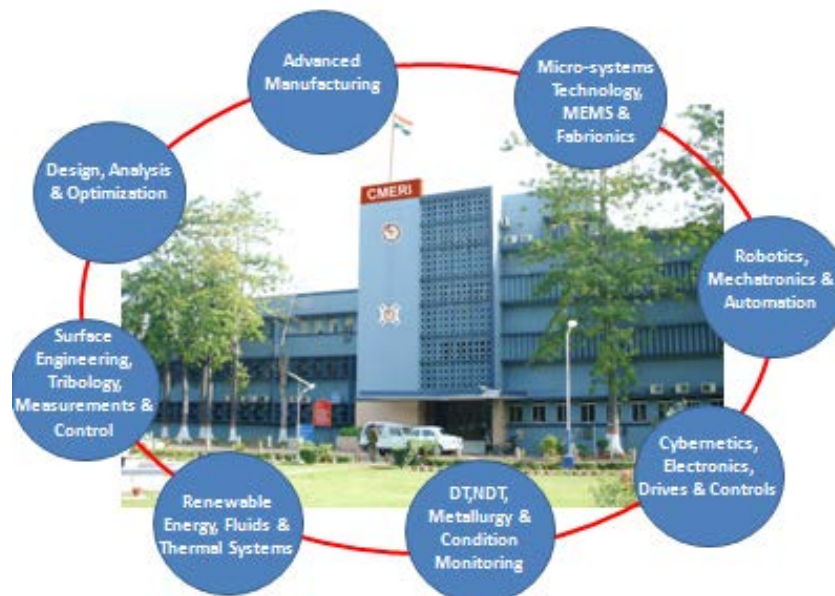 Advanced
Manufacturing
Micro-systems
Technology,
MEMS &
Fabrionics
Design, Analysis
& Optimization
CMERI
Robotics,
Mechatronics &
Automation
Surface
Engineering,
Tribology,
Measurements &
Control
Cybernetics,
Electronics,
Drives & Controls
Renewable
Energy, Fluids &
Thermal Systems
DT,NDT,
Metallurgy &
Condition
Monitoring